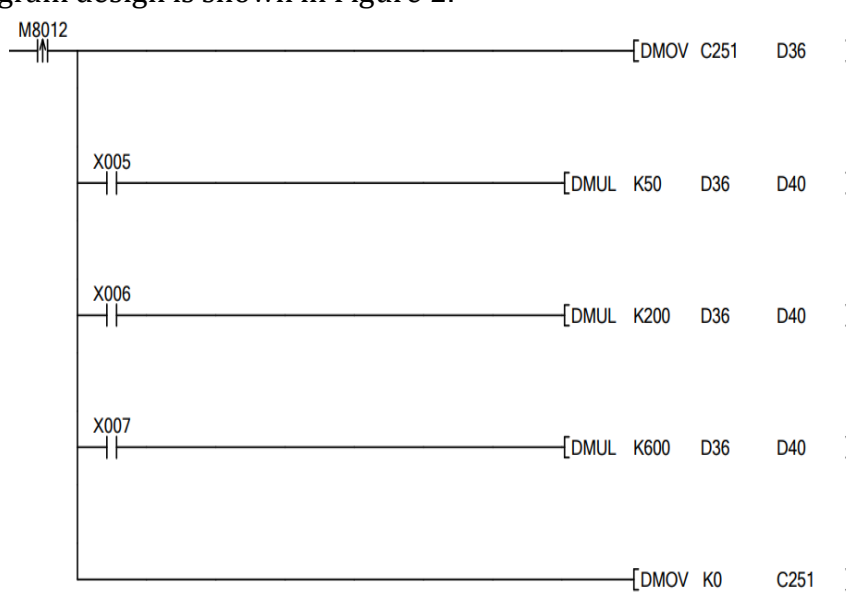 gram design is shown in Figure 2.
M8012
[DMOV C251 D36 ]
X005
[DMUL K50 D36 D40 ]
X006
[DMUL K200 D36 D40 ]
X007
[DMUL K600 D36 D40 ]
[DMOV K0 C251 ]